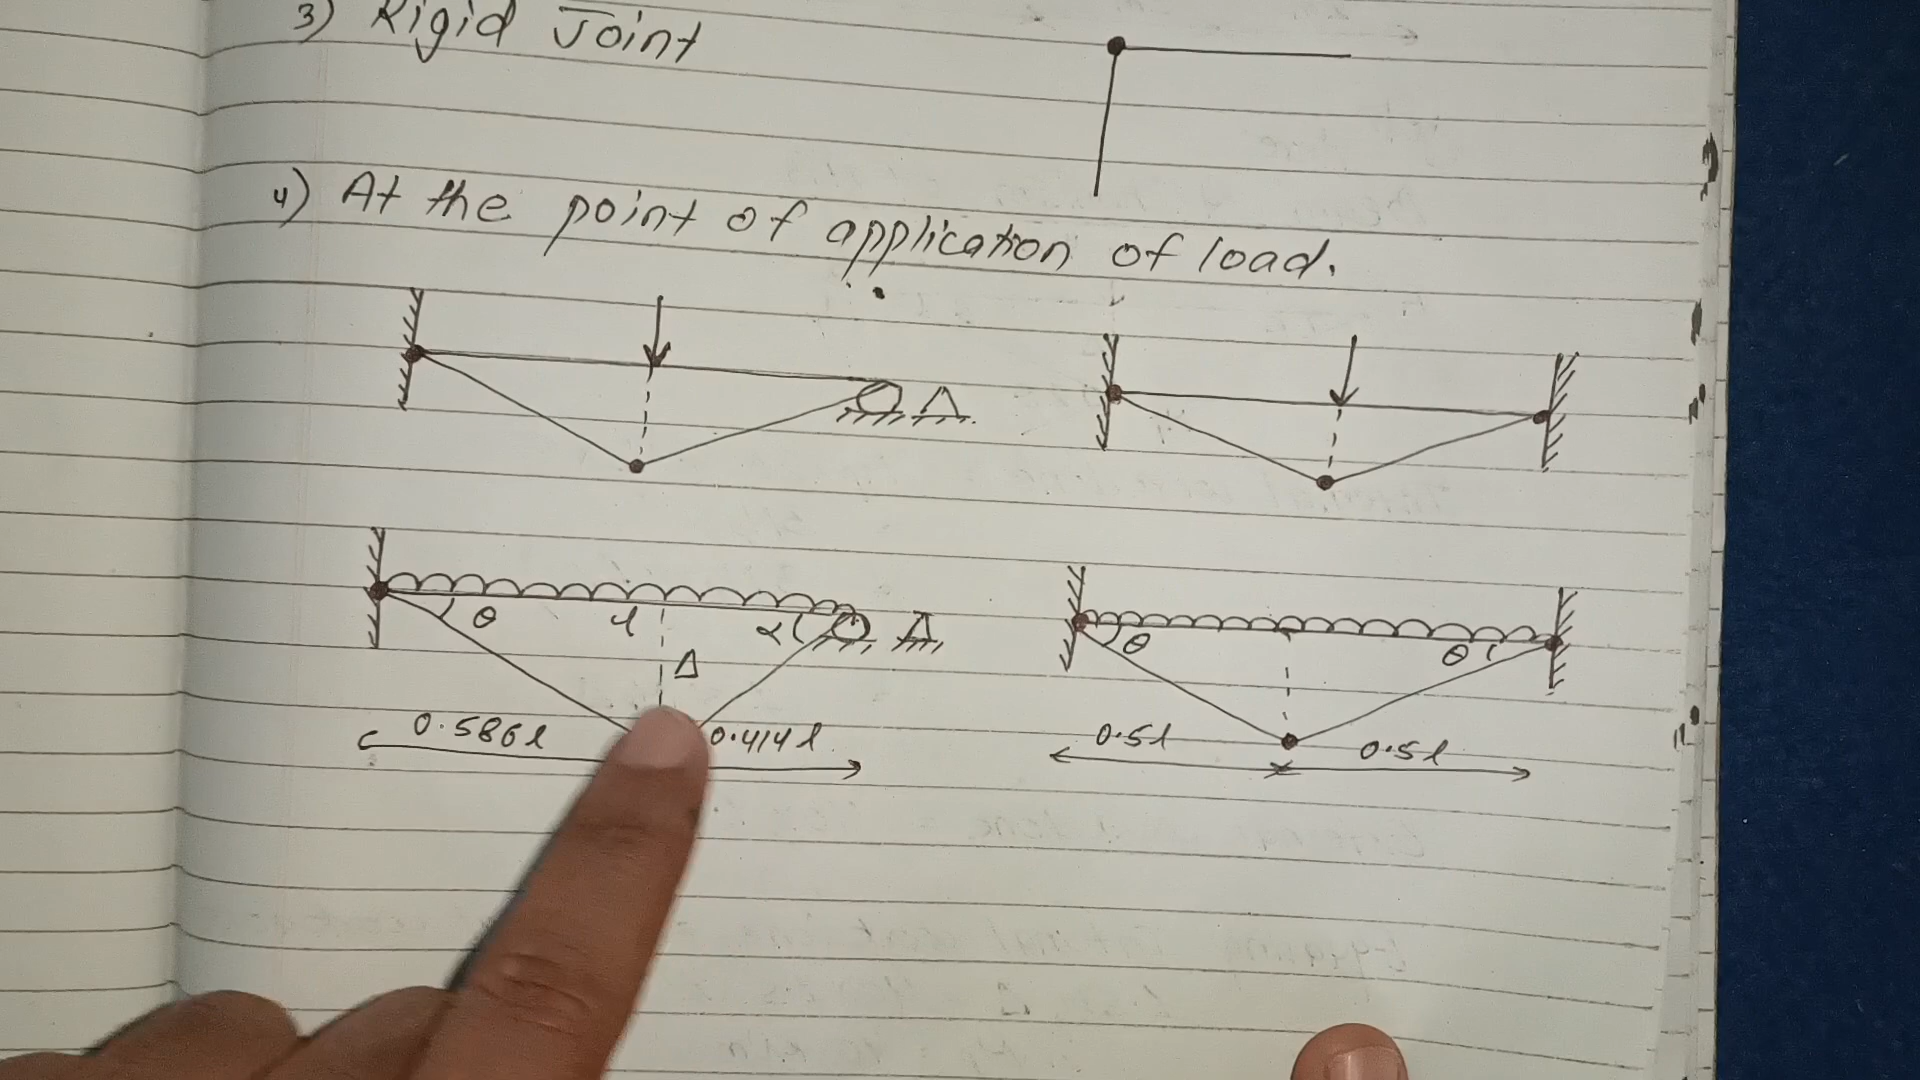 3) Rigid Joint
4) At the point of application of load.
θ l α
Δ
0.586l 0.414l
θ θ
0.5l 0.5l